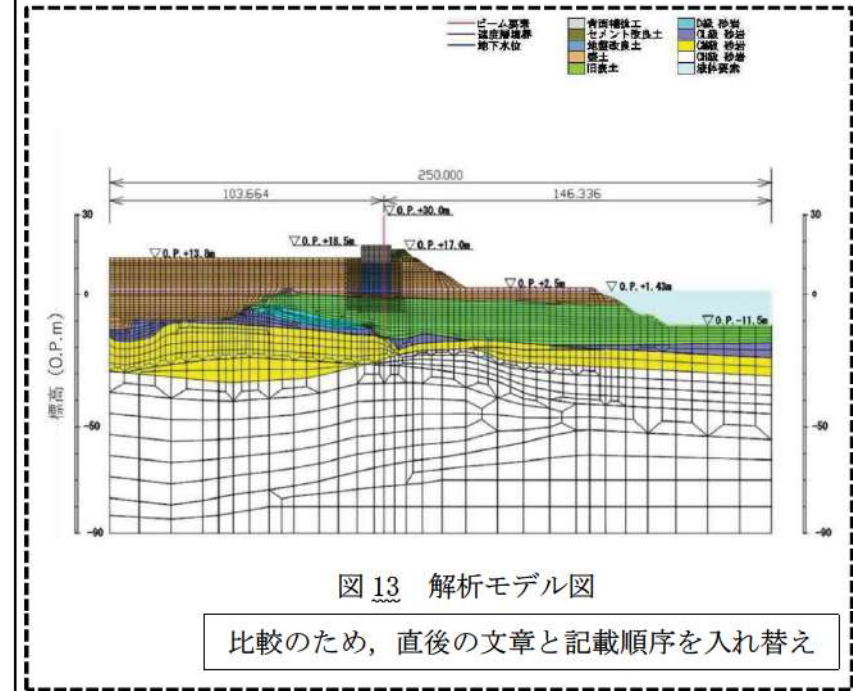 ビーム要素
速度層境界
地下水位
背面補強工
セメント改良土
地盤改良土
盛土
旧表土
D級 砂岩
CL級 砂岩
CM級 砂岩
CH級 砂岩
液体要素
250.000
103.664
146.336
▽O.P.+30.0m
30
▽O.P.+18.5m
▽O.P.+17.0m
▽O.P.+13.8m
▽O.P.+2.5m
▽O.P.+1.43m
0
0
▽O.P.-11.5m
標高 (O.P.m)
-50
-50
-90
-90
30
図 13 解析モデル図
比較のため，直後の文章と記載順序を入れ替え